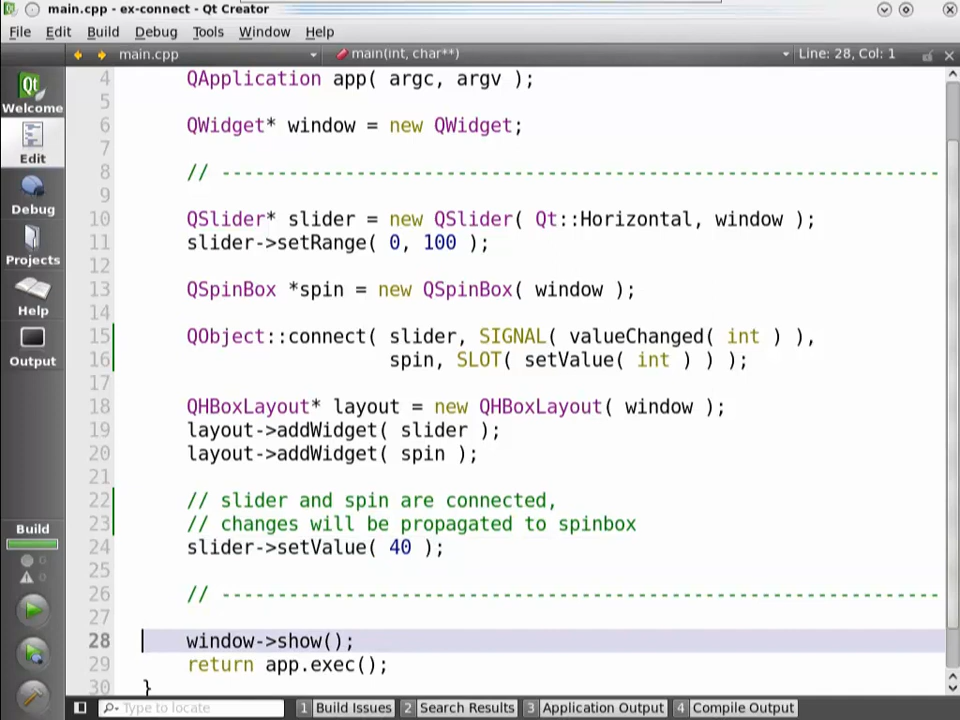 main.cpp - ex-connect - Qt Creator
File Edit Build Debug Tools Window Help
main.cpp main(int, char**) Line: 28, Col: 1
Welcome
Edit
Debug
Projects
Help
Output
Build
0
0
4 QApplication app( argc, argv );
5
6 QWidget* window = new QWidget;
7
8 // ----------------------------------------------------------------
9
10 QSlider* slider = new QSlider( Qt::Horizontal, window );
11 slider->setRange( 0, 100 );
12
13 QSpinBox *spin = new QSpinBox( window );
14
15 QObject::connect( slider, SIGNAL( valueChanged( int ) ),
16 spin, SLOT( setValue( int ) ) );
17
18 QHBoxLayout* layout = new QHBoxLayout( window );
19 layout->addWidget( slider );
20 layout->addWidget( spin );
21
22 // slider and spin are connected,
23 // changes will be propagated to spinbox
24 slider->setValue( 40 );
25
26 // ----------------------------------------------------------------
27
28 window->show();
29 return app.exec();
30 }
Type to locate 1 Build Issues 2 Search Results 3 Application Output 4 Compile Output